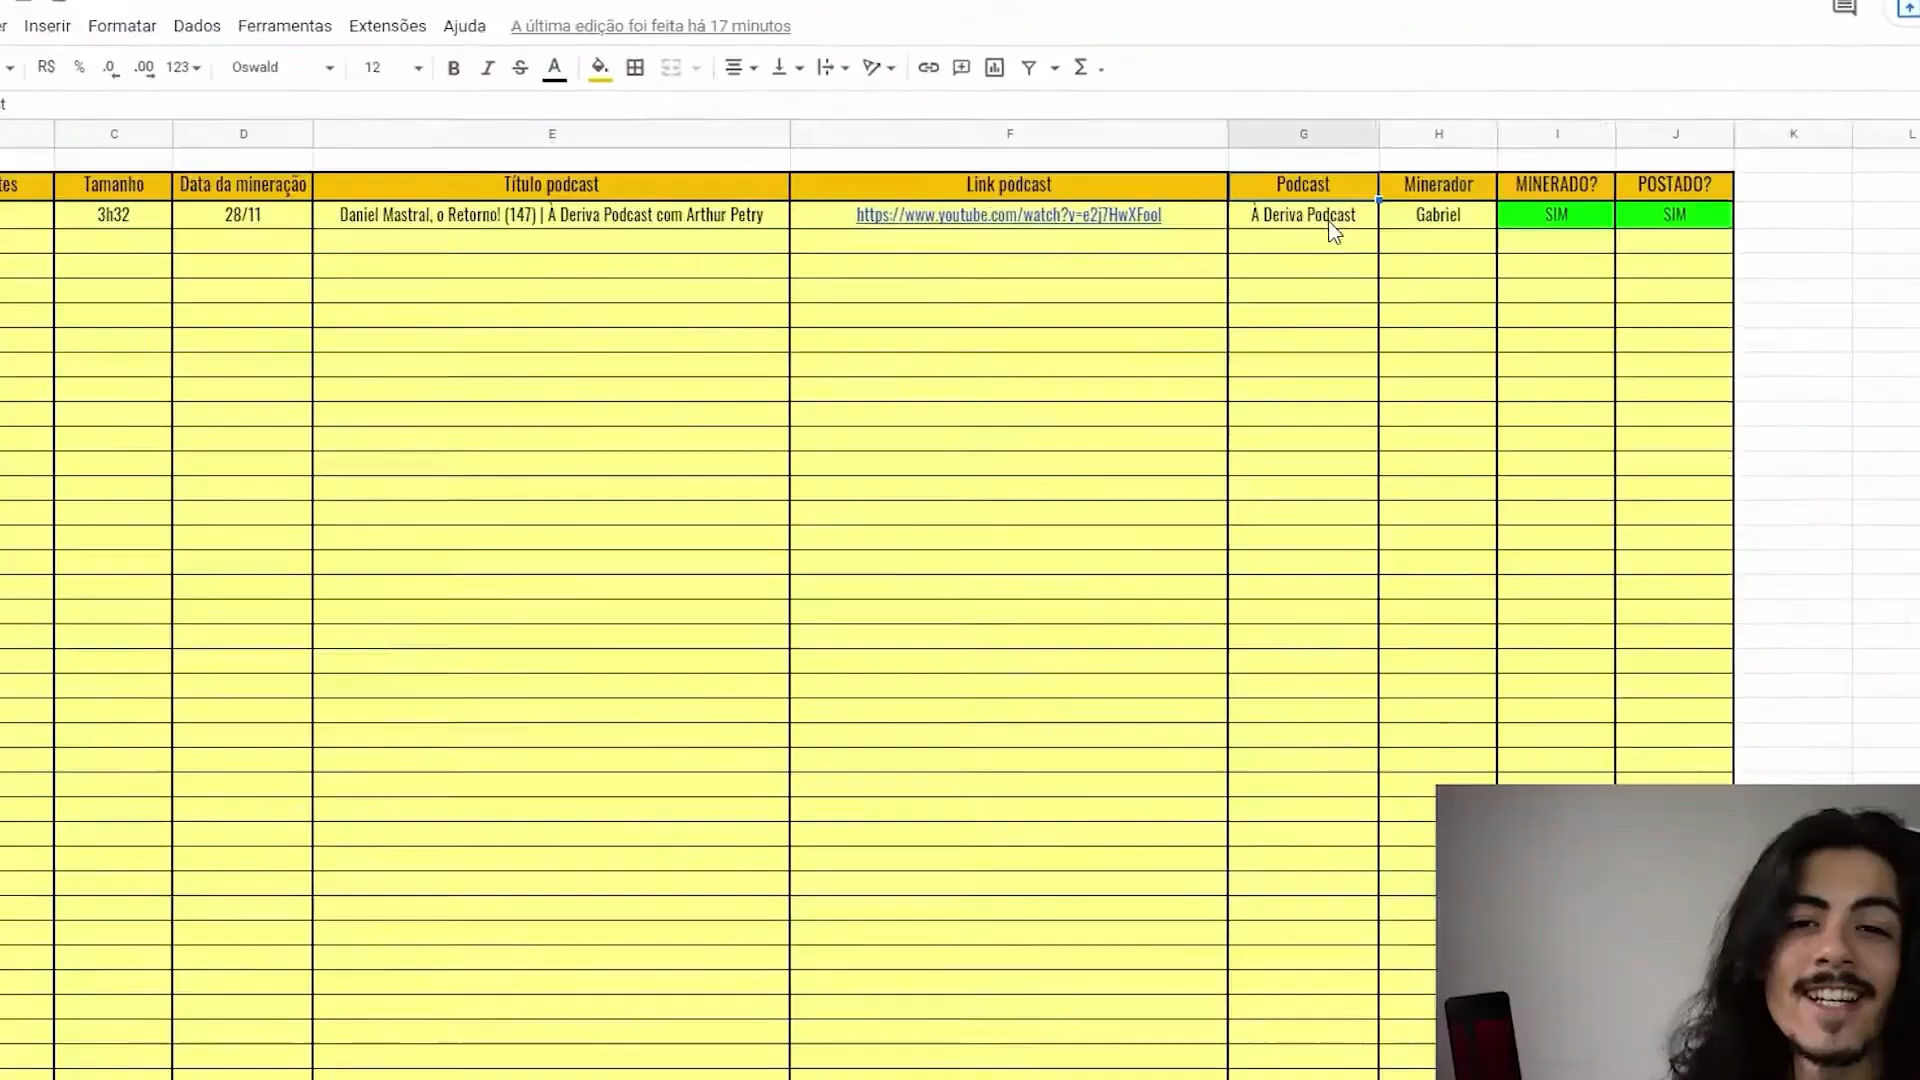 Inserir Formatar Dados Ferramentas Extensões Ajuda A última edição foi feita há 17 minutos
R$ % .0 .00 123 Oswald 12 B I S A Σ
C D E F G H I J K L
tes Tamanho Data da mineração Título podcast Link podcast Podcast Minerador MINERADO? POSTADO?
3h32 28/11 Daniel Mastral, o Retorno! (147) | À Deriva Podcast com Arthur Petry https://www.youtube.com/watch?v=e2j7HwXFooI À Deriva Podcast Gabriel SIM SIM